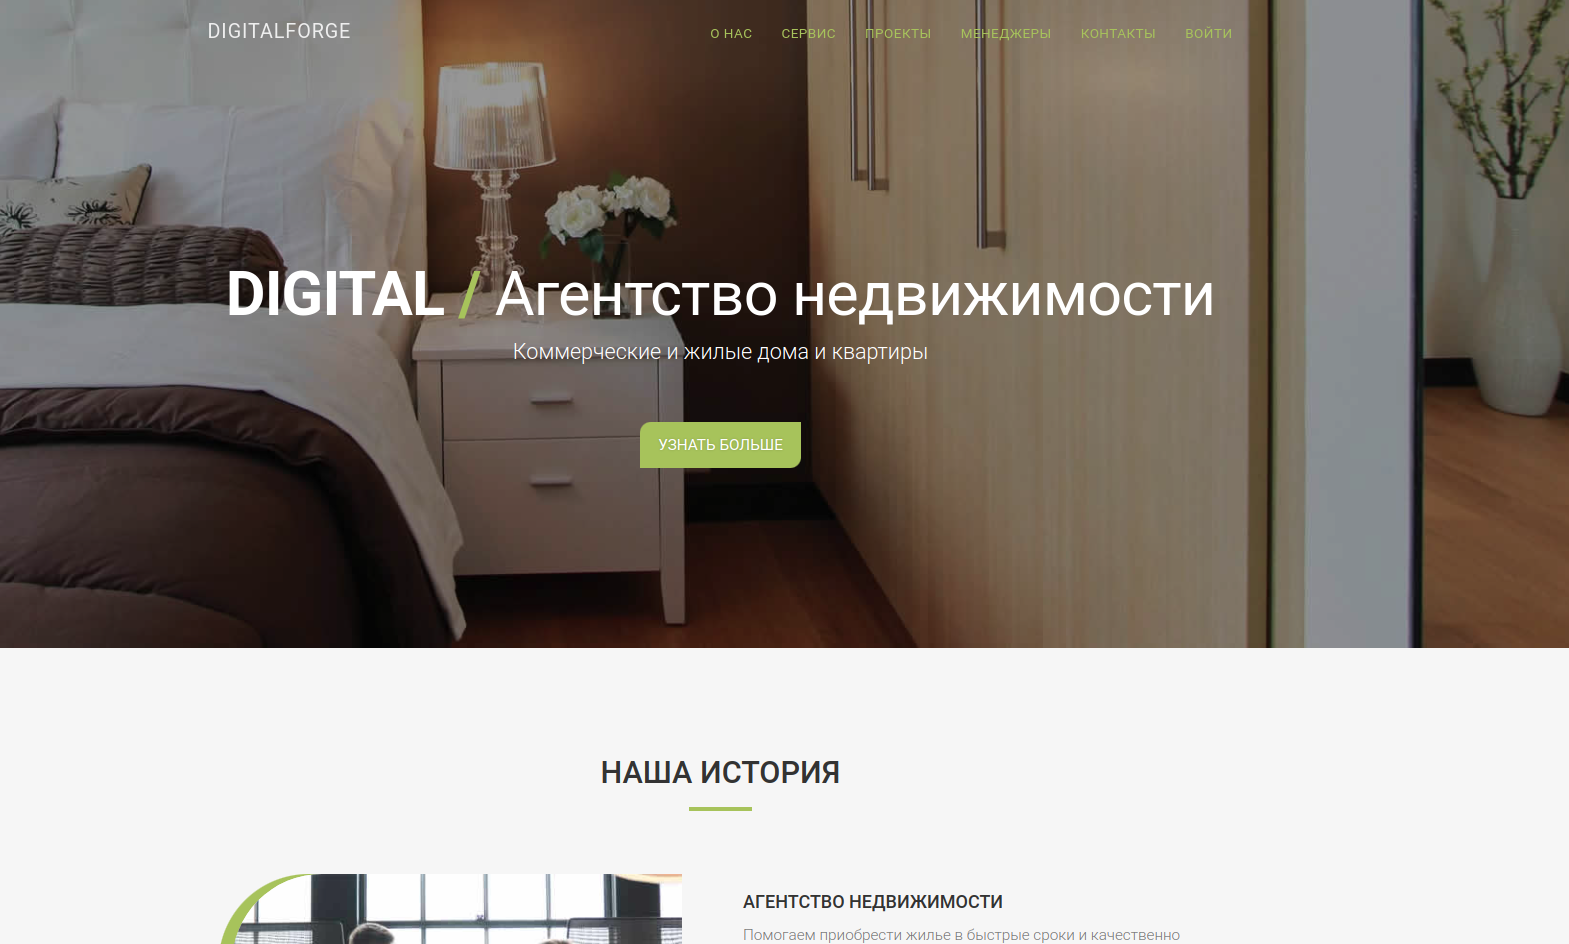 DIGITALFORGE
О НАС СЕРВИС ПРОЕКТЫ МЕНЕДЖЕРЫ КОНТАКТЫ ВОЙТИ
DIGITAL / Агентство недвижимости
Коммерческие и жилые дома и квартиры
УЗНАТЬ БОЛЬШЕ
НАША ИСТОРИЯ
АГЕНТСТВО НЕДВИЖИМОСТИ
Помогаем приобрести жилье в быстрые сроки и качественно